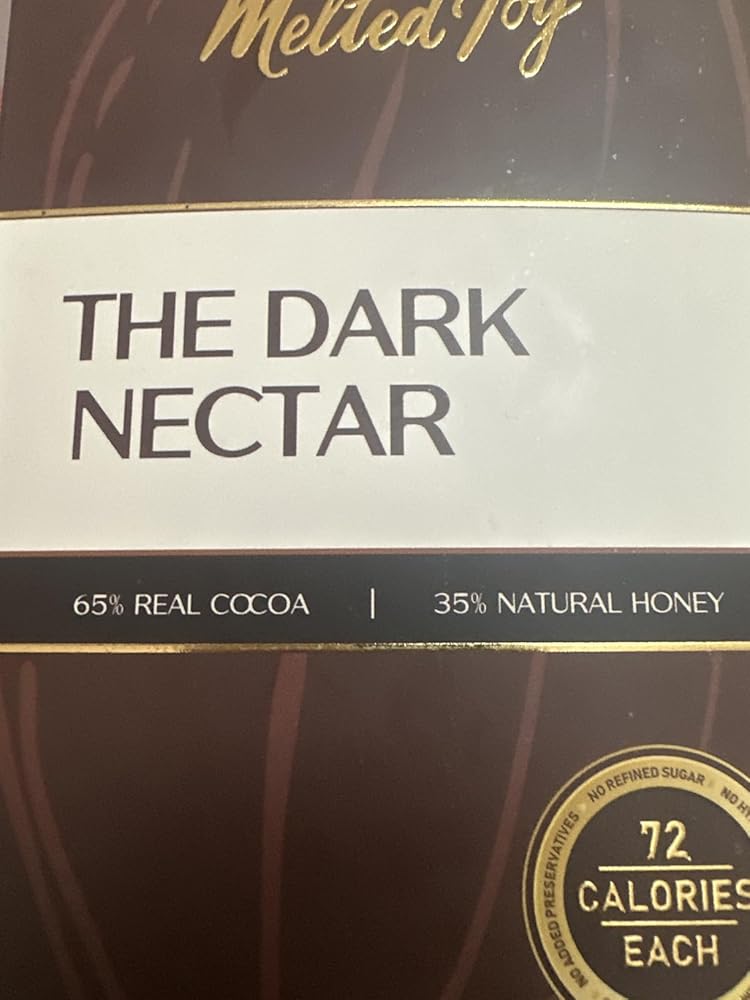 Melted Joy
THE DARK
NECTAR
65% REAL COCOA | 35% NATURAL HONEY
NO ADDED PRESERVATIVES NO REFINED SUGAR NO
72
CALORIES
EACH